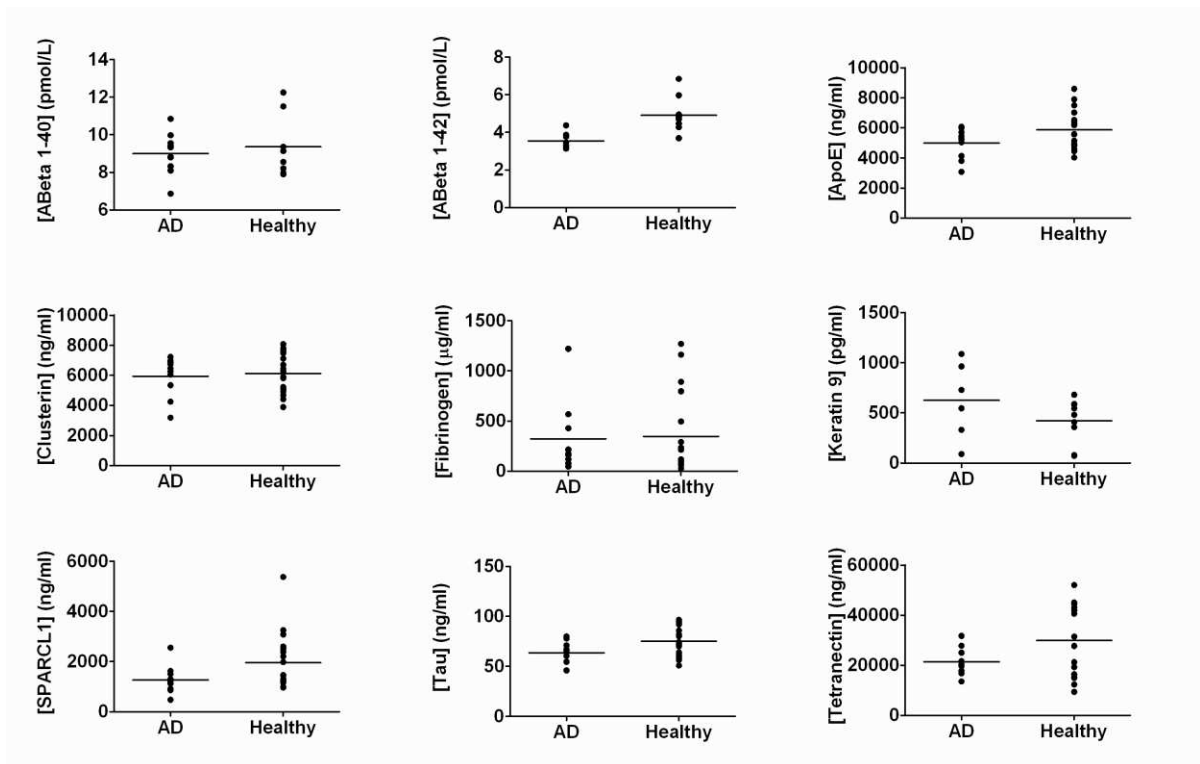 [ABeta 1-40] (pmol/L)
14
12
10
8
6
AD Healthy
[ABeta 1-42] (pmol/L)
8
6
4
2
0
AD Healthy
[ApoE] (ng/ml)
10000
8000
6000
4000
2000
0
AD Healthy
[Clusterin] (ng/ml)
10000
8000
6000
4000
2000
0
AD Healthy
[Fibrinogen] (µg/ml)
1500
1000
500
0
AD Healthy
[Keratin 9] (pg/ml)
1500
1000
500
0
AD Healthy
[SPARCL1] (ng/ml)
6000
4000
2000
0
AD Healthy
[Tau] (ng/ml)
150
100
50
0
AD Healthy
[Tetranectin] (ng/ml)
60000
40000
20000
0
AD Healthy